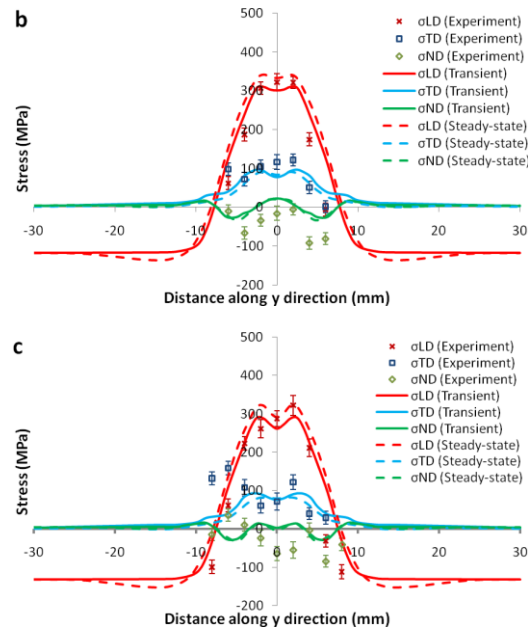 b
500
400
300
200
100
0
-100
-200
-30
-20
-10
0
10
20
30
Stress (MPa)
Distance along y direction (mm)
σLD (Experiment)
σTD (Experiment)
σND (Experiment)
σLD (Transient)
σTD (Transient)
σND (Transient)
σLD (Steady-state)
σTD (Steady-state)
σND (Steady-state)
c
500
400
300
200
100
0
-100
-200
-30
-20
-10
0
10
20
30
Stress (MPa)
Distance along y direction (mm)
σLD (Experiment)
σTD (Experiment)
σND (Experiment)
σLD (Transient)
σTD (Transient)
σND (Transient)
σLD (Steady-state)
σTD (Steady-state)
σND (Steady-state)